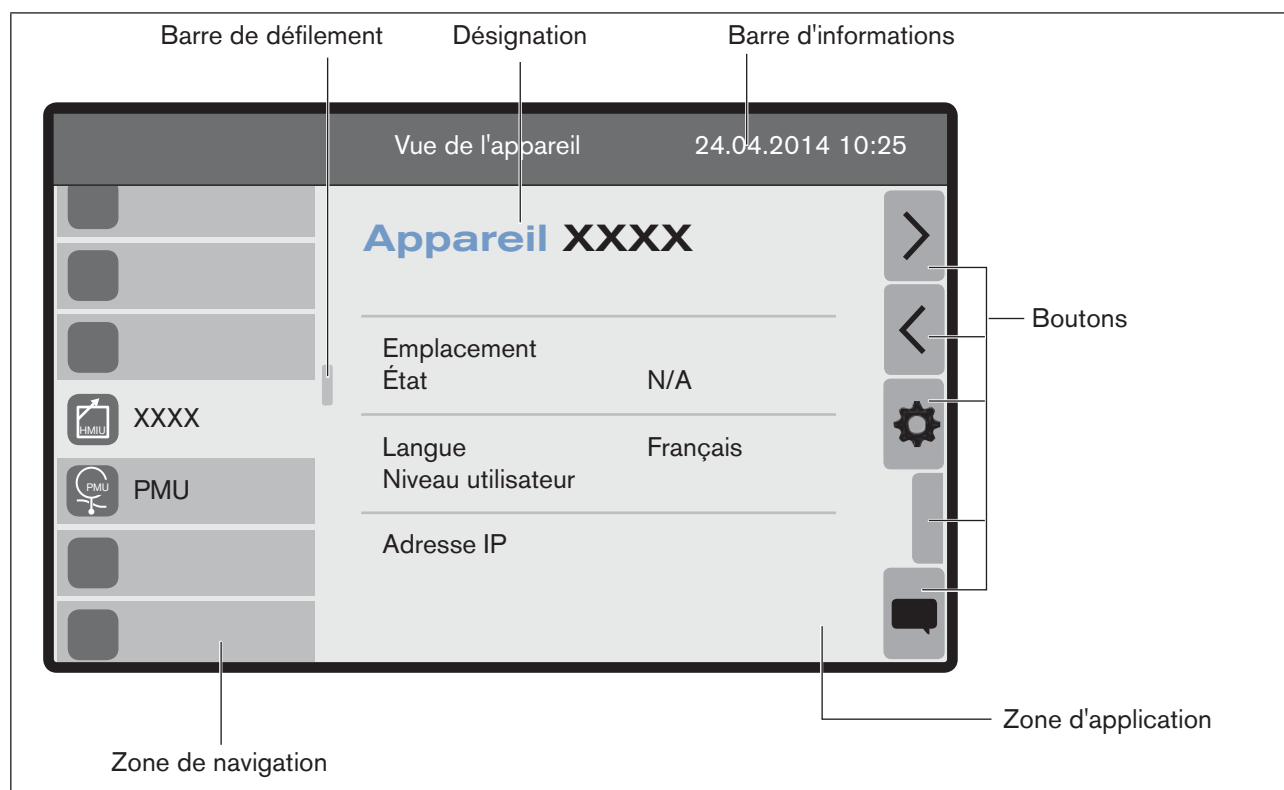 Barre de défilement
Désignation
Barre d'informations
Vue de l'appareil
24.04.2014 10:25
Appareil XXXX
Emplacement
État N/A
Boutons
HMIU XXXX
Langue Français
Niveau utilisateur
PMU PMU
Adresse IP
Zone d'application
Zone de navigation